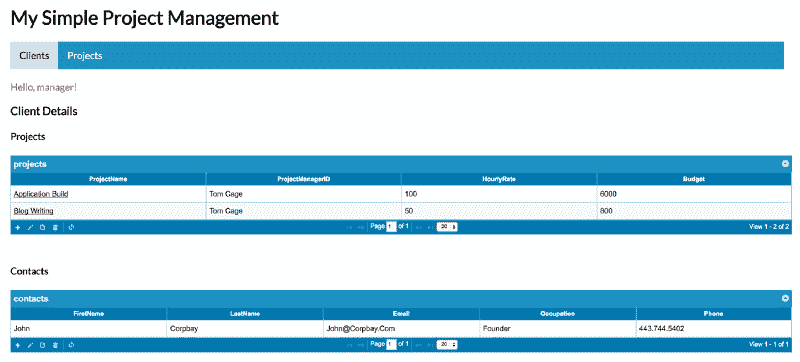 My Simple Project Management
Clients Projects
Hello, manager!
Client Details
Projects
projects
ProjectName ProjectManagerID HourlyRate Budget
Application Build Tom Cage 100 6000
Blog Writing Tom Cage 50 800
Page 1 of 1 20 View 1 - 2 of 2
Contacts
contacts
FirstName LastName Email Occupation Phone
John Corpbay John@Corpbay.Com Founder 443.744.5402
Page 1 of 1 20 View 1 - 1 of 1